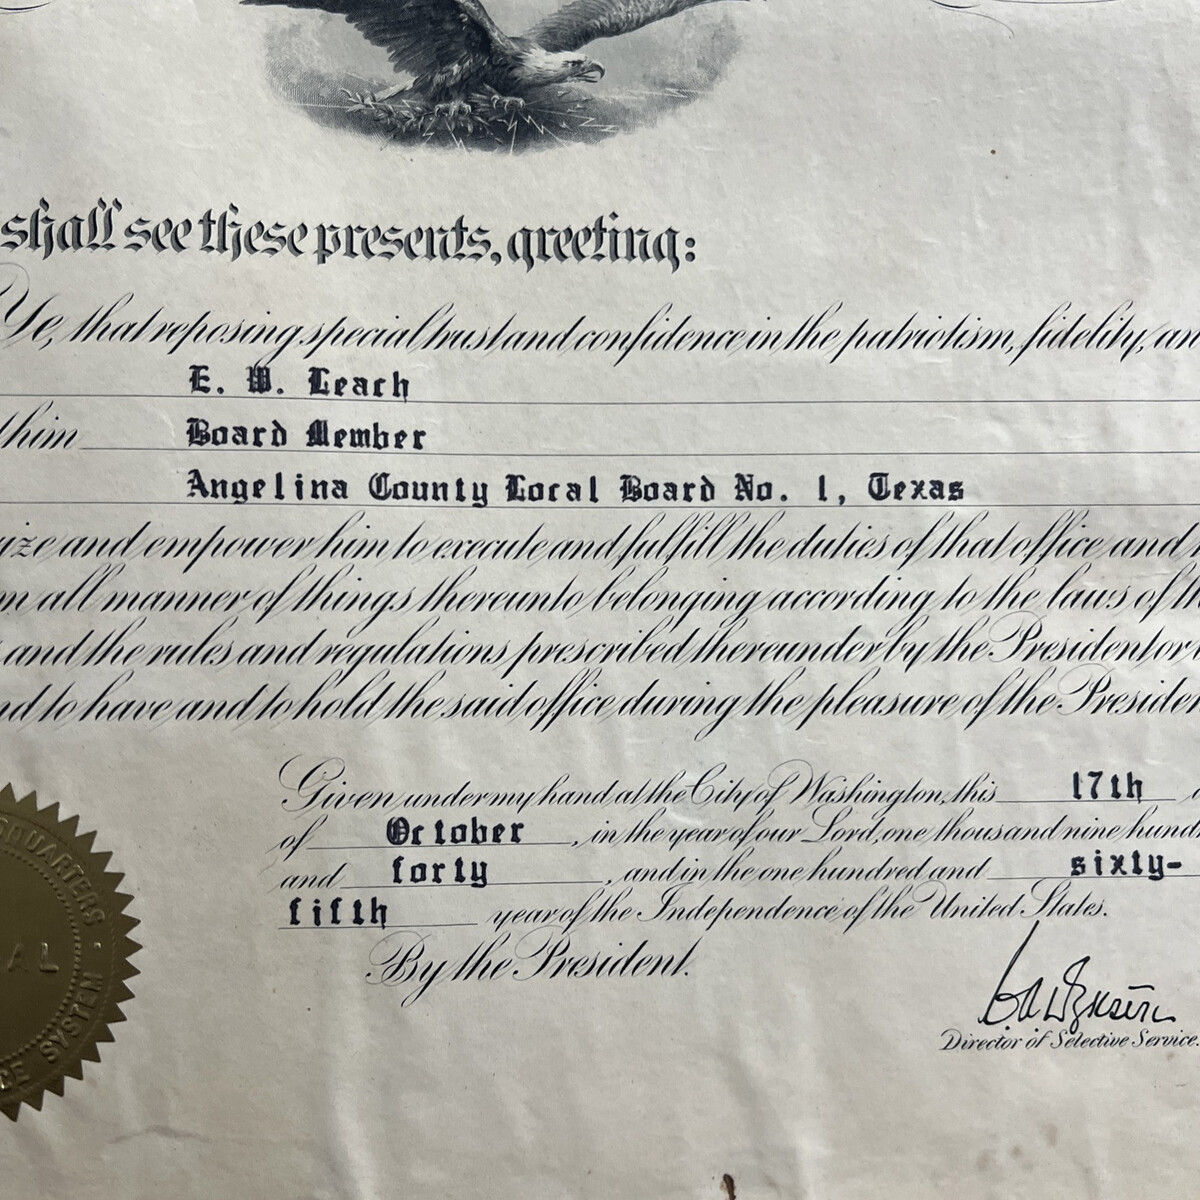 shall see these presents, greeting:
Ye, that reposing special trust and confidence in the patriotism, fidelity, an
E. W. Leach
him Board Member
Angelina County Local Board No. 1, Texas
ize and empower him to execute and fulfill the duties of that office and
all manner of things thereunto belonging according to the laws of th
and the rules and regulations prescribed thereunder by the President or
to have and to hold the said office during the pleasure of the Presiden
Given under my hand at the City of Washington, this 17th
of October, in the year of our Lord, one thousand nine hund
and forty, and in the one hundred and sixty-
fifth year of the Independence of the United States.
By the President.
Director of Selective Service.
QUARTERS
AL
CE SYSTEM